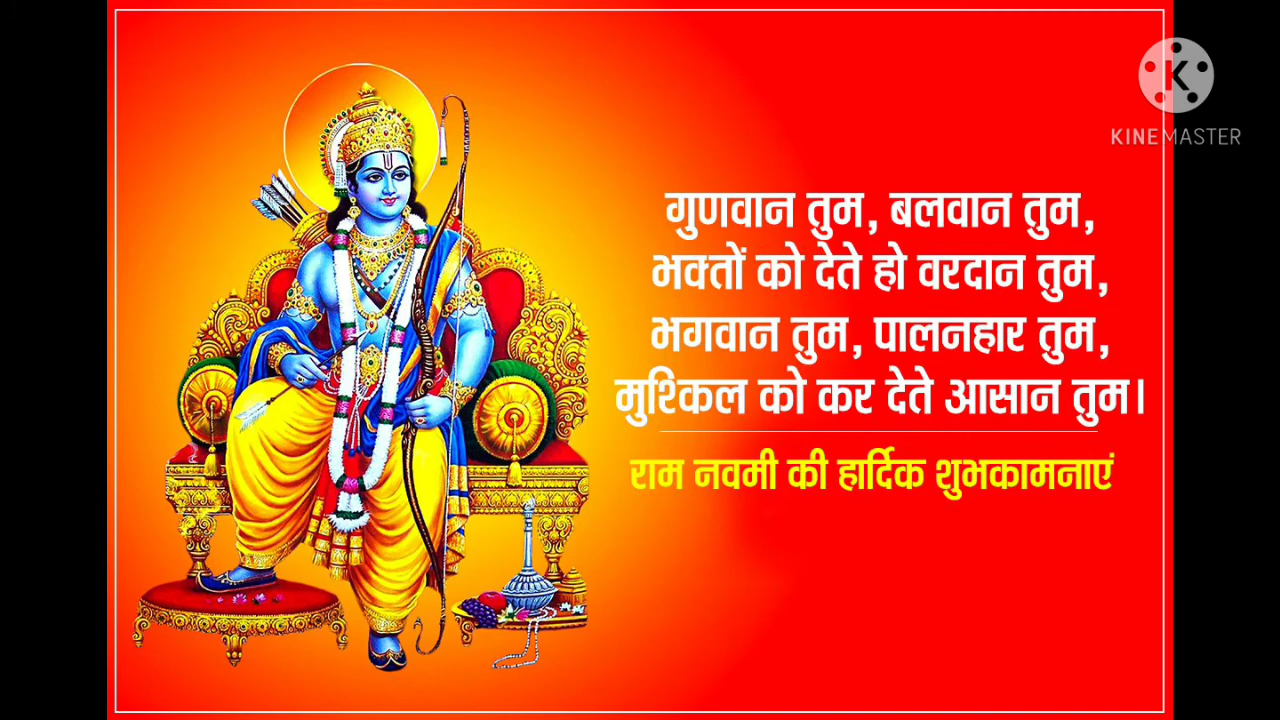 गुणवान तुम, बलवान तुम,
भक्तों को देते हो वरदान तुम,
भगवान तुम, पालनहार तुम,
मुश्किल को कर देते आसान तुम।
राम नवमी की हार्दिक शुभकामनाएं
K
KINEMASTER